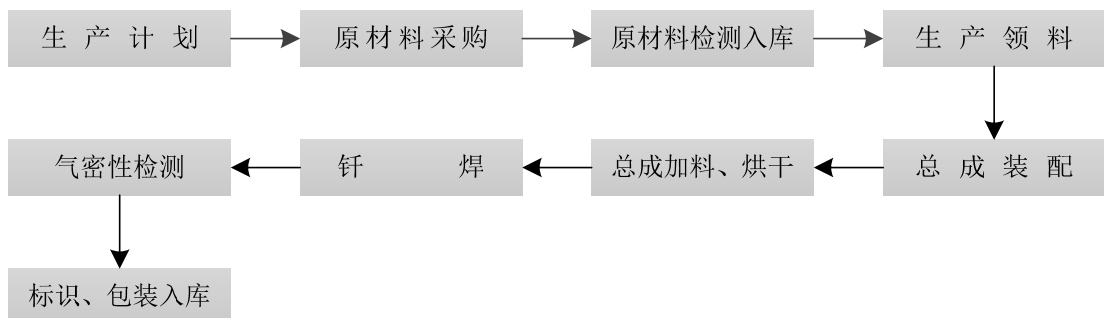 生产计划
原材料采购
原材料检测入库
生产领料
总成装配
总成加料、烘干
钎焊
气密性检测
标识、包装入库